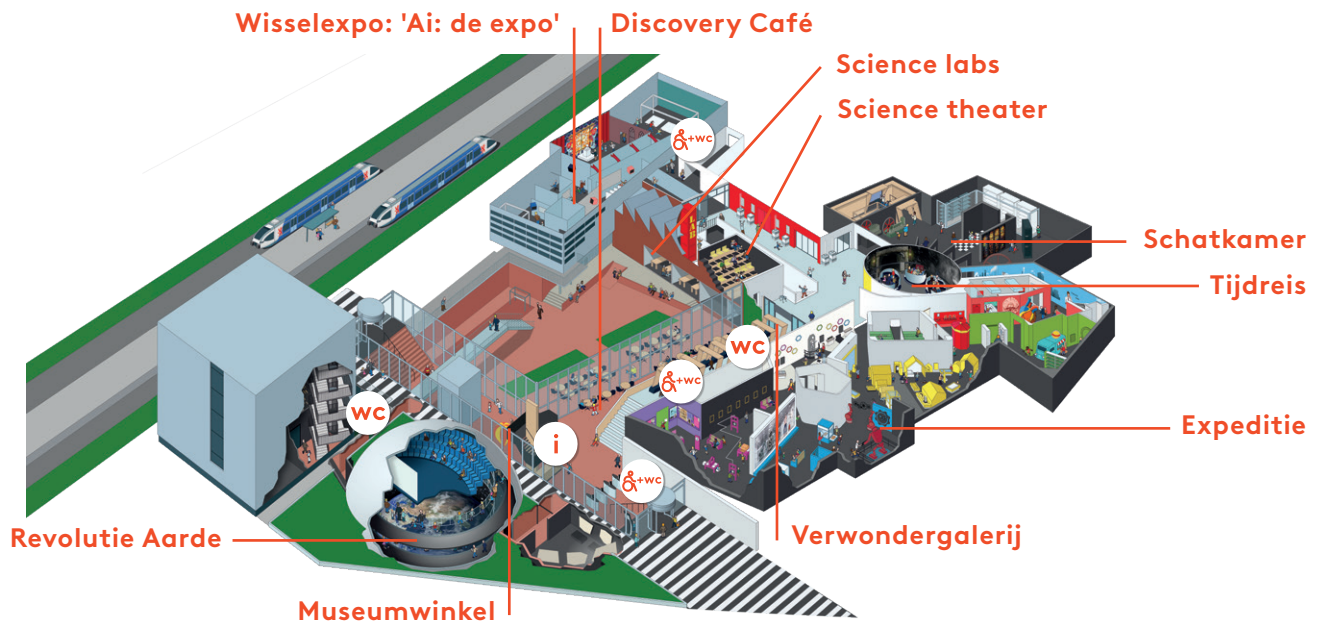 Wisselexpo: 'Ai: de expo'
Discovery Café
Science labs
Science theater
+WC
LAB
Schatkamer
Tijdreis
WC
+WC
WC
Expeditie
i
+WC
Revolutie Aarde
Verwondergalerij
Museumwinkel